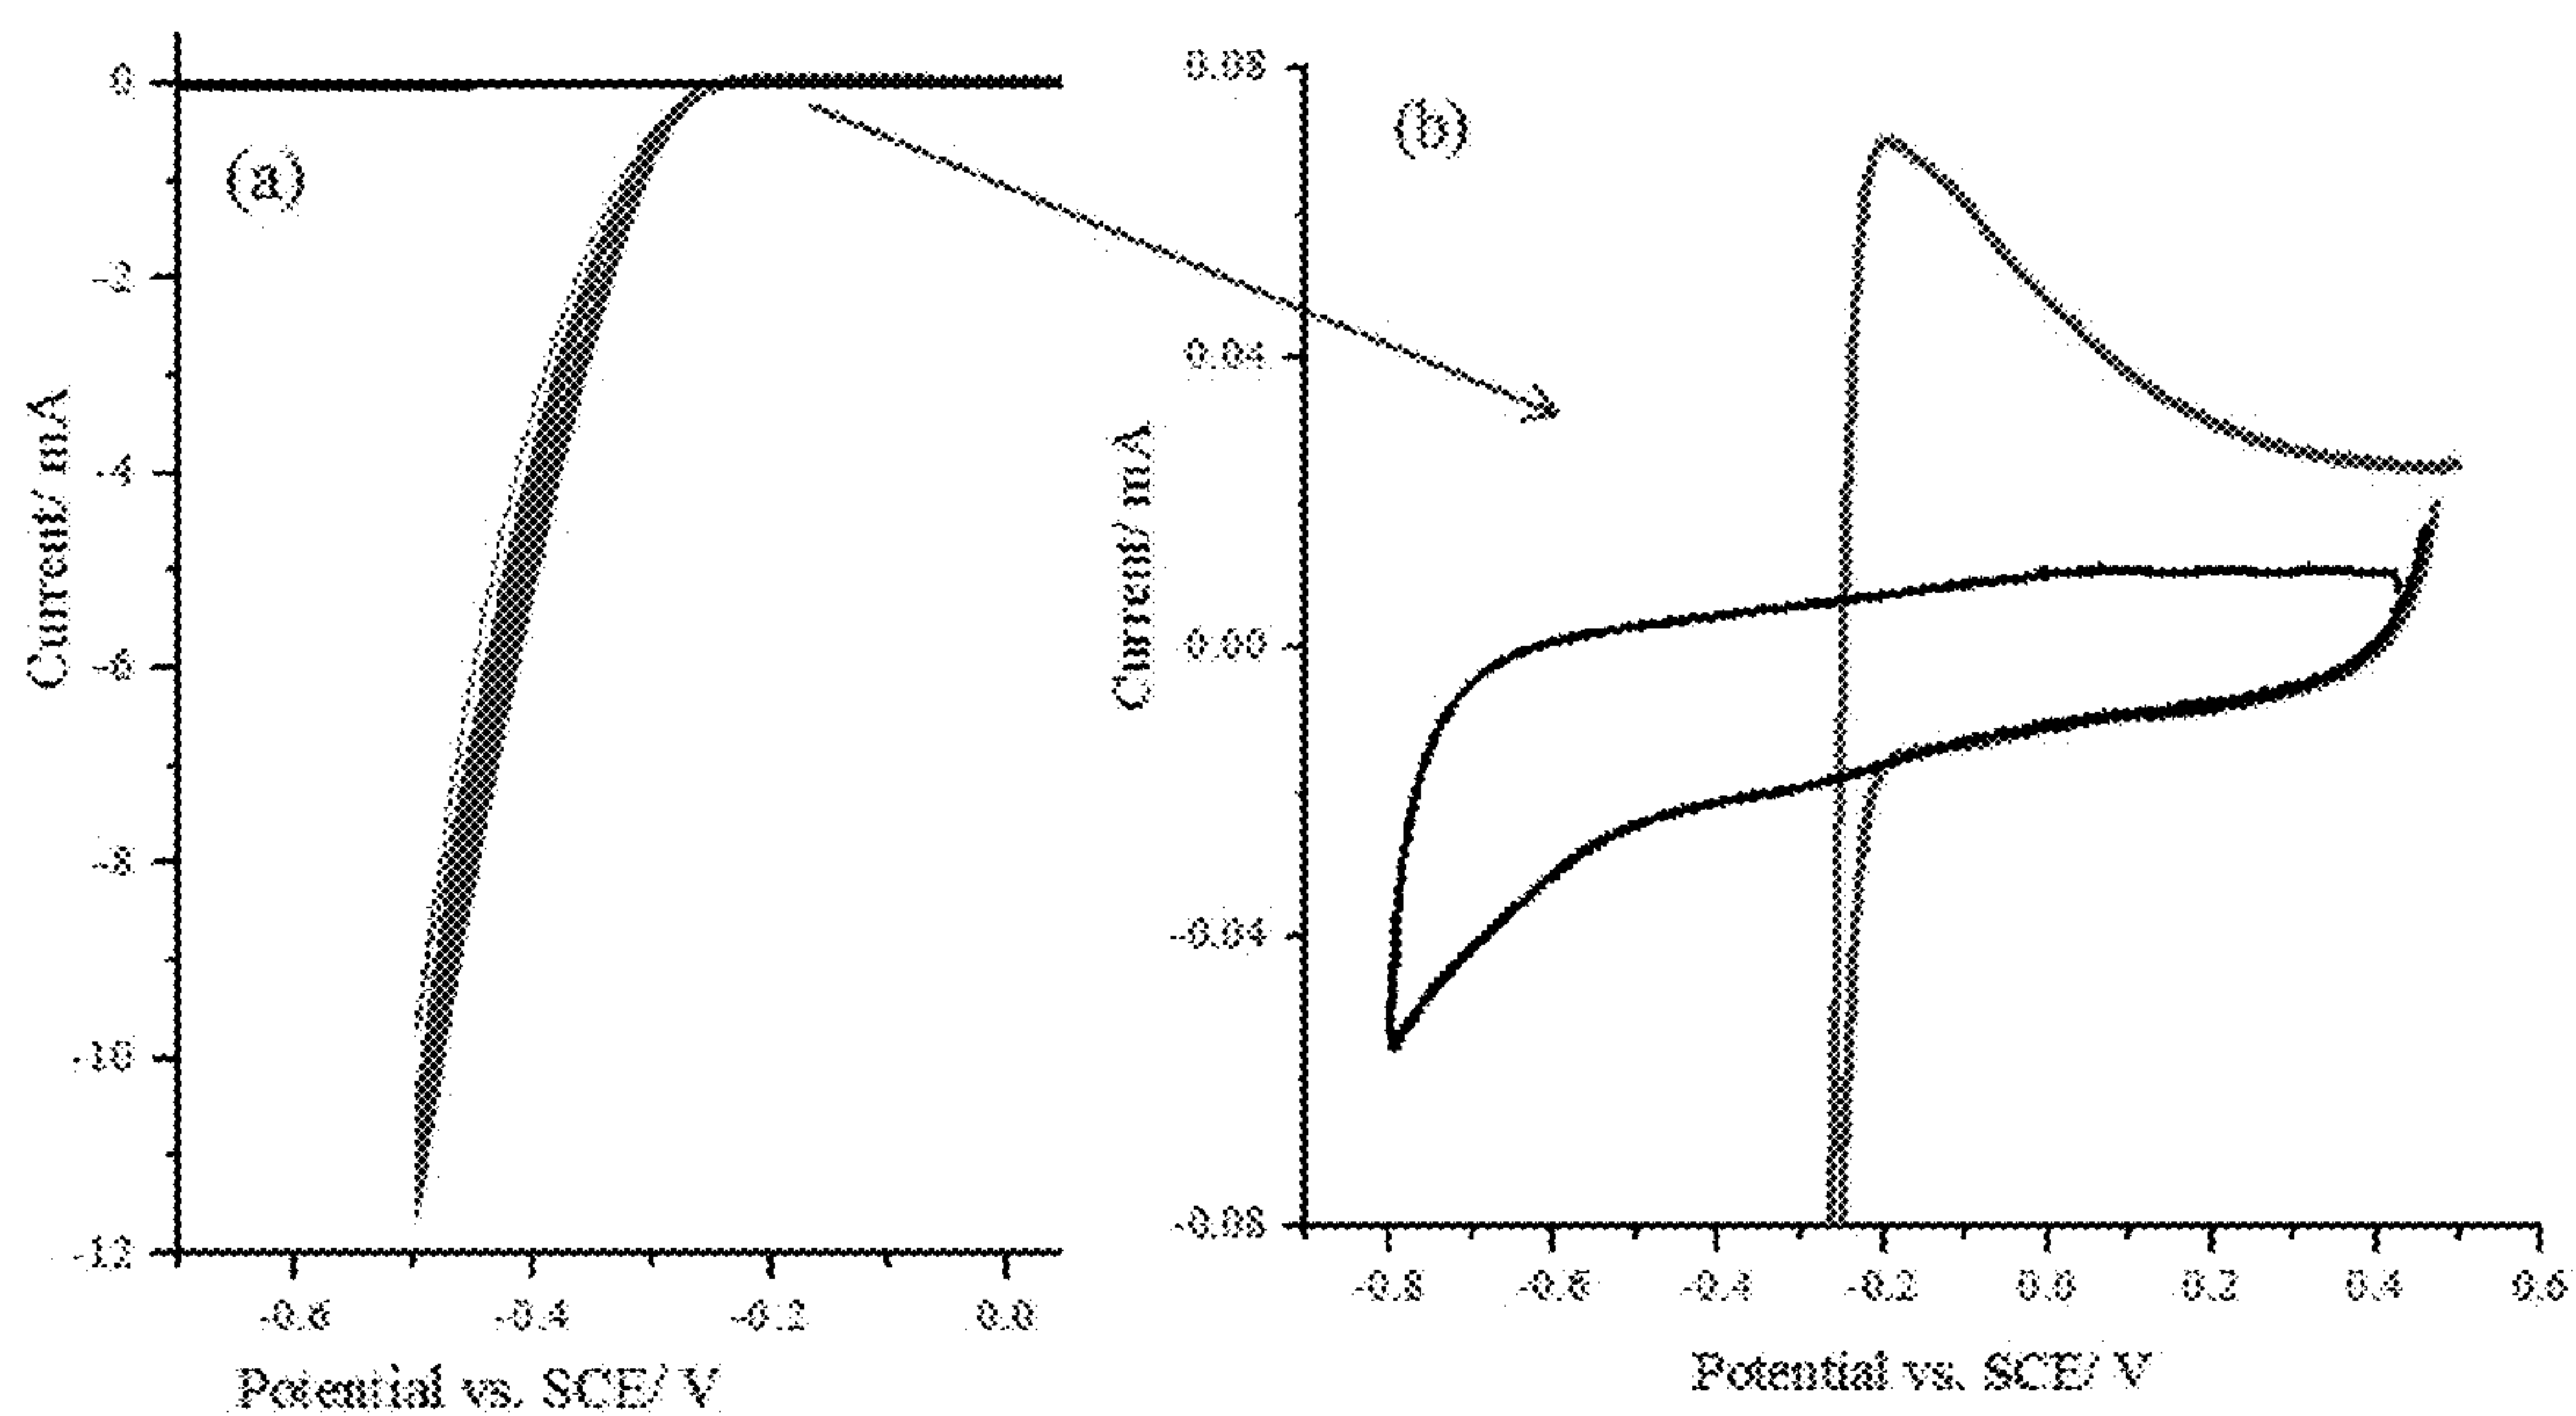 (a)
0
-2
-4
-6
-8
-10
-12
Current/ mA
-0.6 -0.4 -0.2 0.0
Potential vs. SCE/ V
(b)
0.08
0.04
0.00
-0.04
-0.08
Current/ mA
-0.8 -0.6 -0.4 -0.2 0.0 0.2 0.4 0.6
Potential vs. SCE/ V